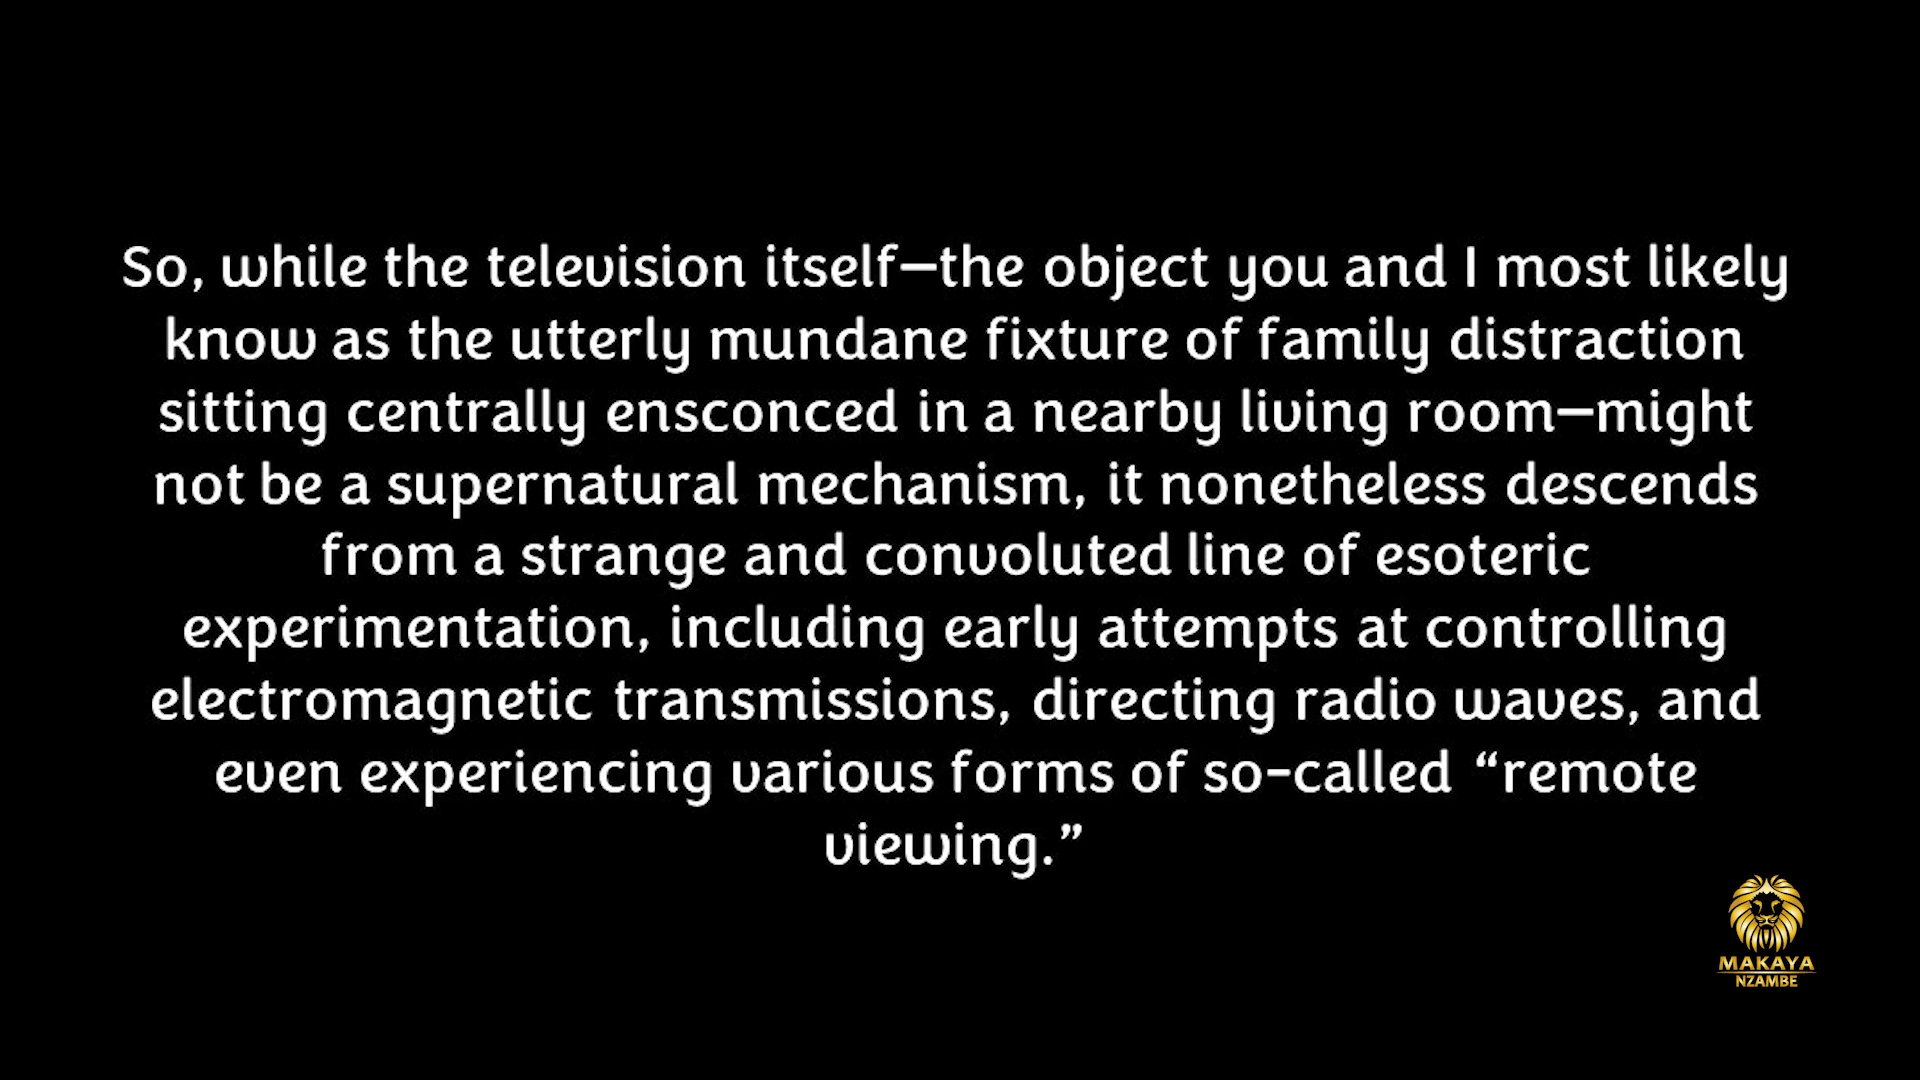 So, while the television itself—the object you and I most likely
know as the utterly mundane fixture of family distraction
sitting centrally ensconced in a nearby living room—might
not be a supernatural mechanism, it nonetheless descends
from a strange and convoluted line of esoteric
experimentation, including early attempts at controlling
electromagnetic transmissions, directing radio waves, and
even experiencing various forms of so-called “remote
viewing.”
MAKAYA
NZAMBE